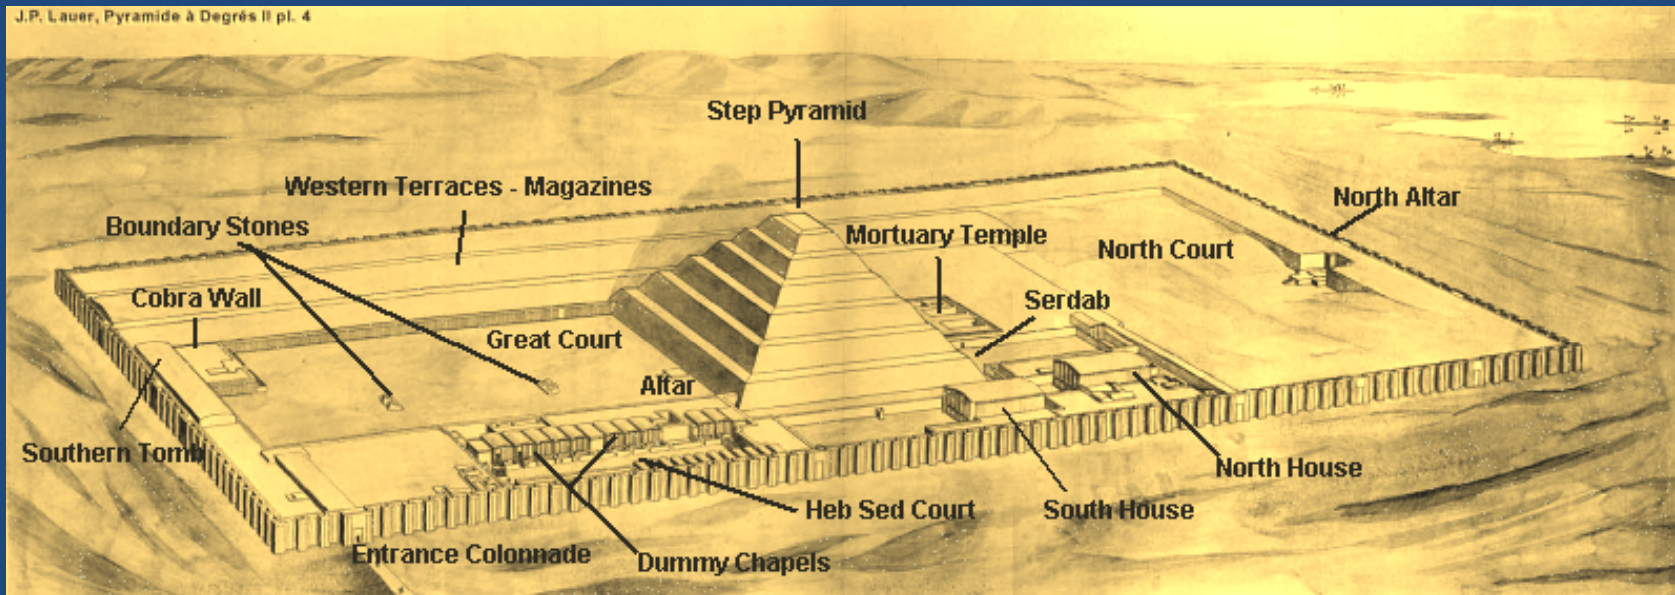 J.P. Lauer, Pyramide à Degrés II pl. 4
Step Pyramid
Western Terraces - Magazines
North Altar
Boundary Stones
Mortuary Temple
North Court
Cobra Wall
Serdab
Great Court
Altar
Southern Tomb
North House
Heb Sed Court
South House
Entrance Colonnade
Dummy Chapels